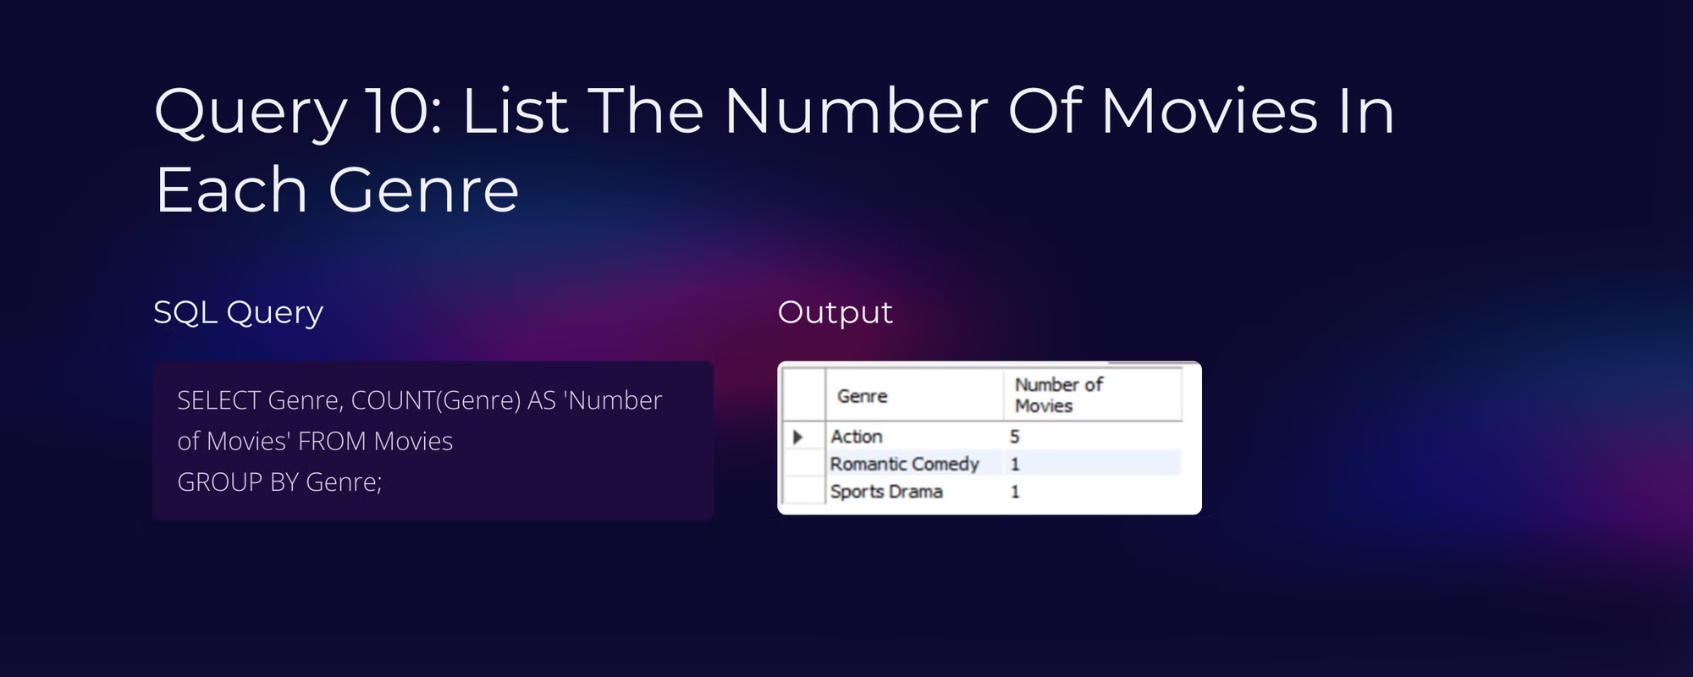 Query 10: List The Number Of Movies In
Each Genre
SQL Query
SELECT Genre, COUNT(Genre) AS 'Number
of Movies' FROM Movies
GROUP BY Genre;
Output
Genre Number of
Movies
Action 5
Romantic Comedy 1
Sports Drama 1